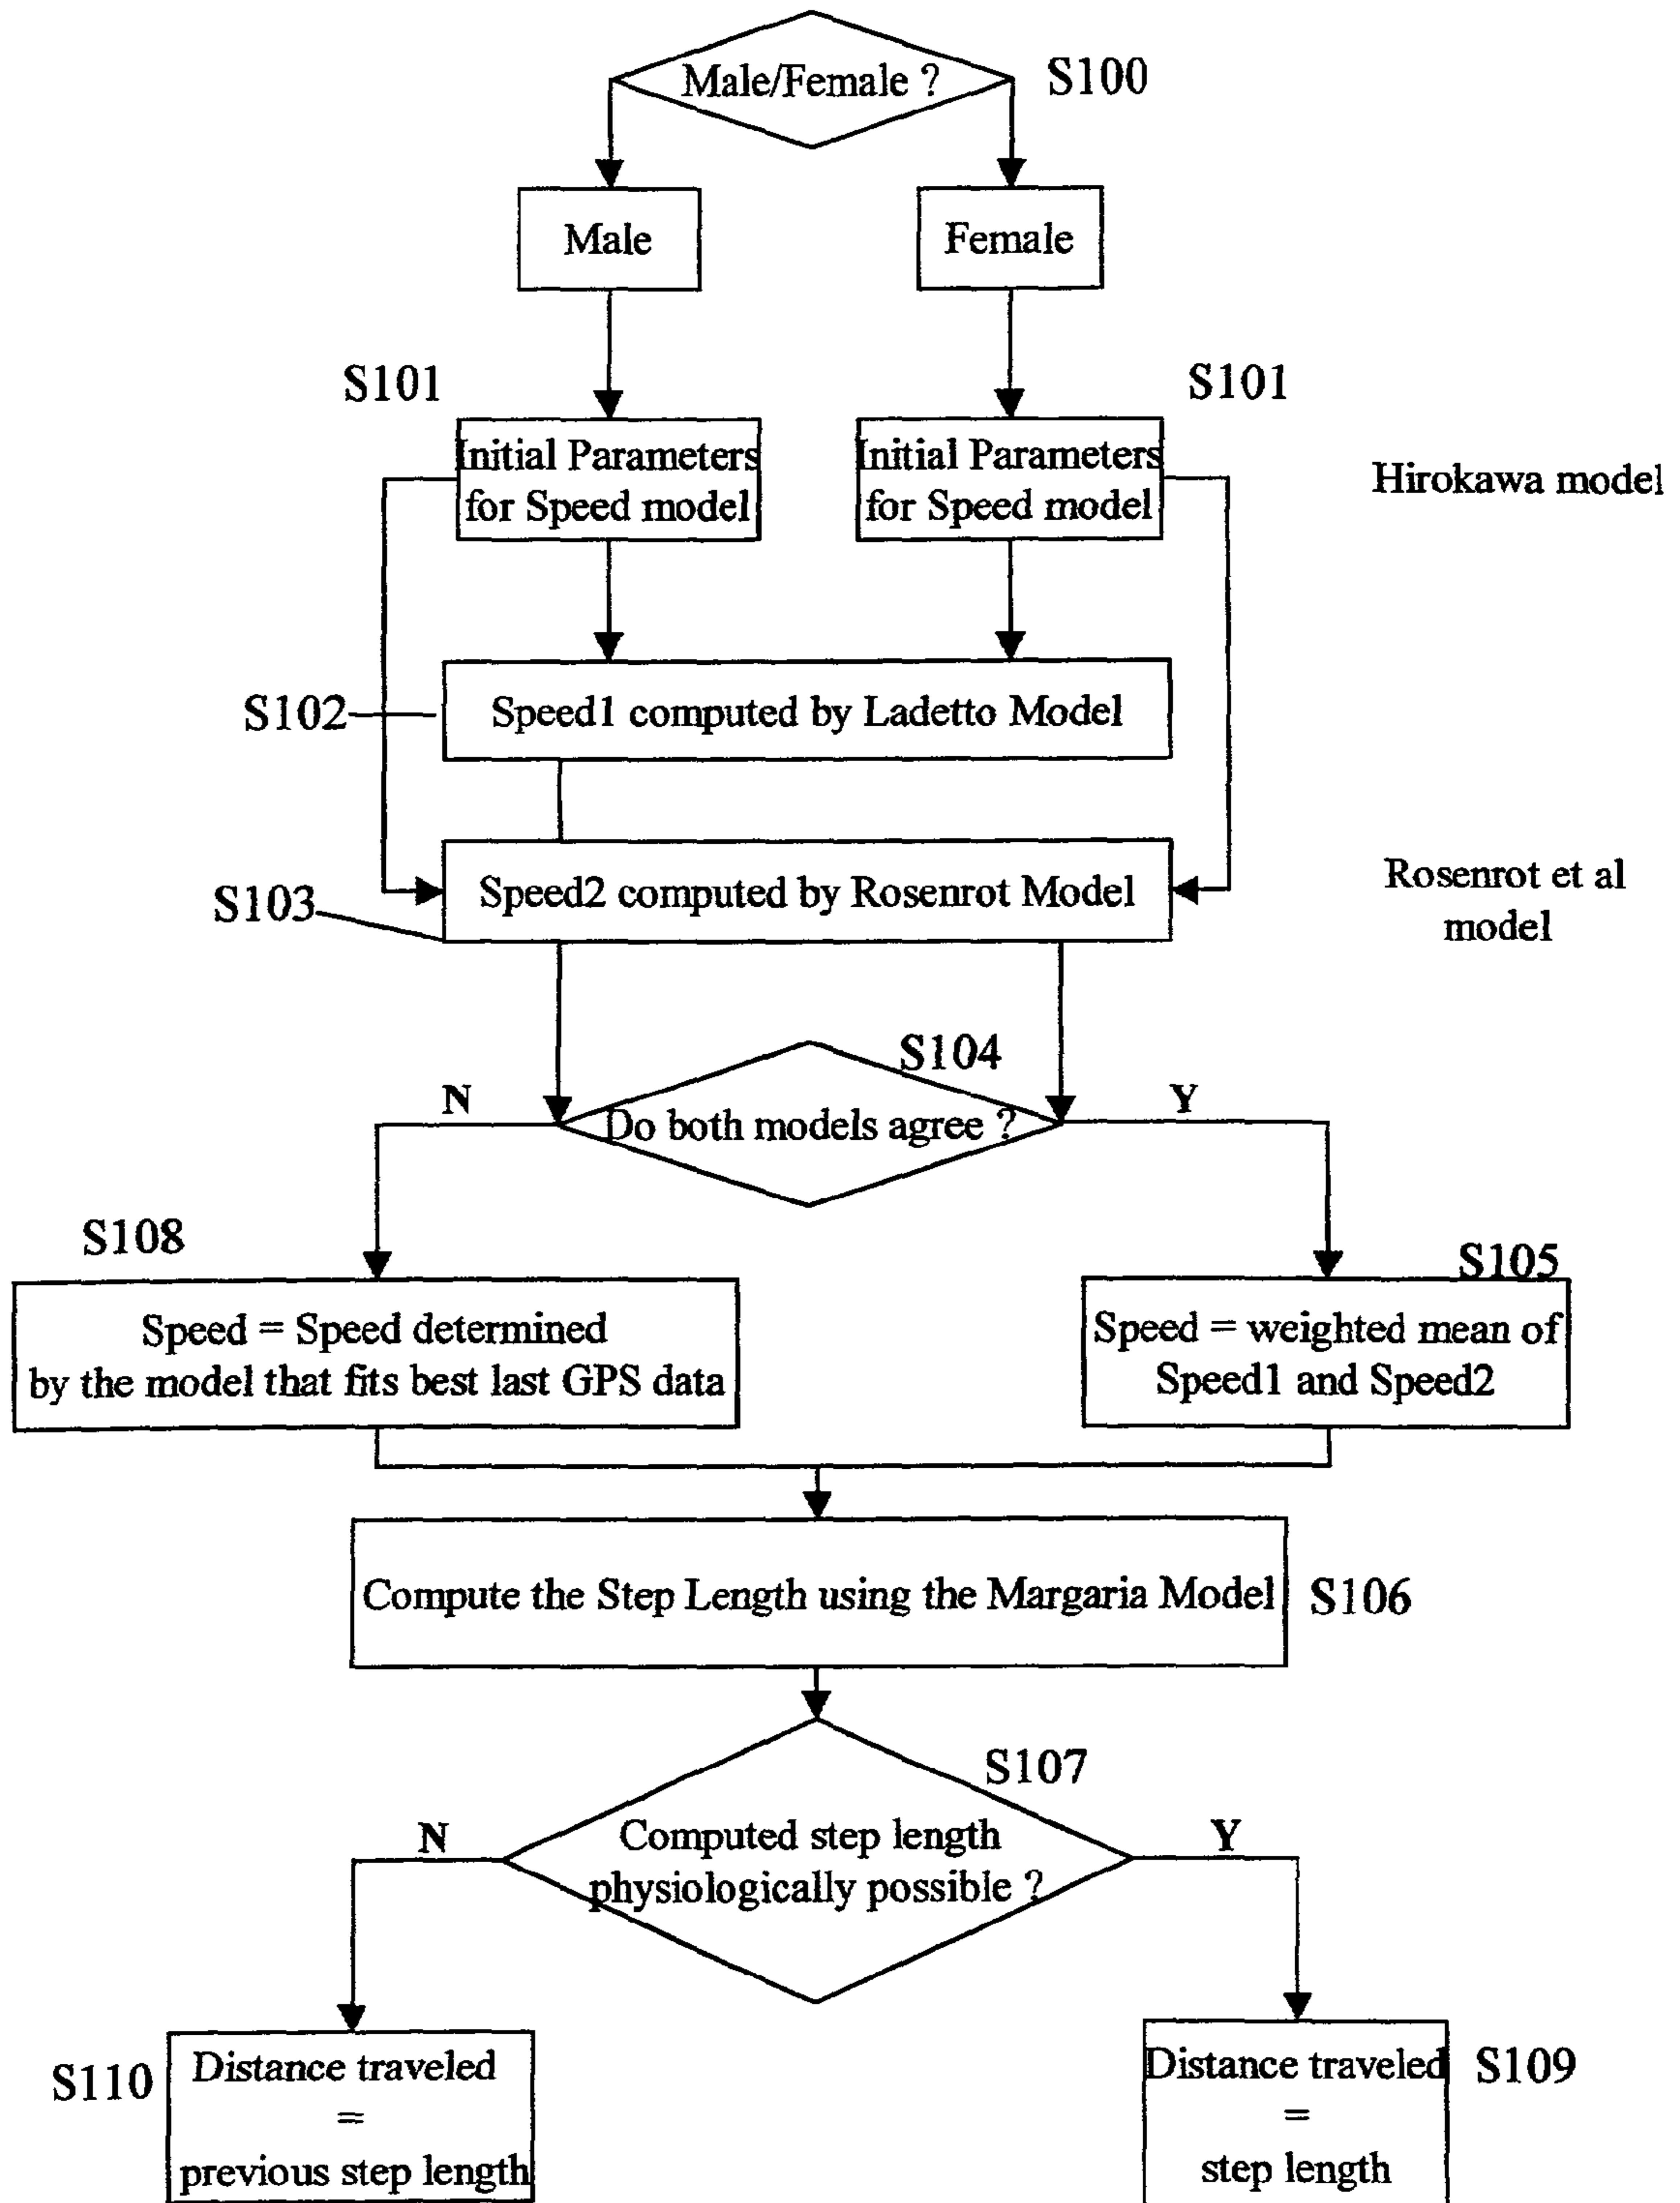 Male/Female ?
S100
Male
Female
S101
S101
Initial Parameters
for Speed model
Initial Parameters
for Speed model
Hirokawa model
S102
Speed1 computed by Ladetto Model
S103
Speed2 computed by Rosenrot Model
Rosenrot et al
model
S104
N
Do both models agree ?
Y
S108
S105
Speed = Speed determined
by the model that fits best last GPS data
Speed = weighted mean of
Speed1 and Speed2
Compute the Step Length using the Margaria Model
S106
S107
N
Computed step length
physiologically possible ?
Y
S110
Distance traveled
=
previous step length
Distance traveled
=
step length
S109